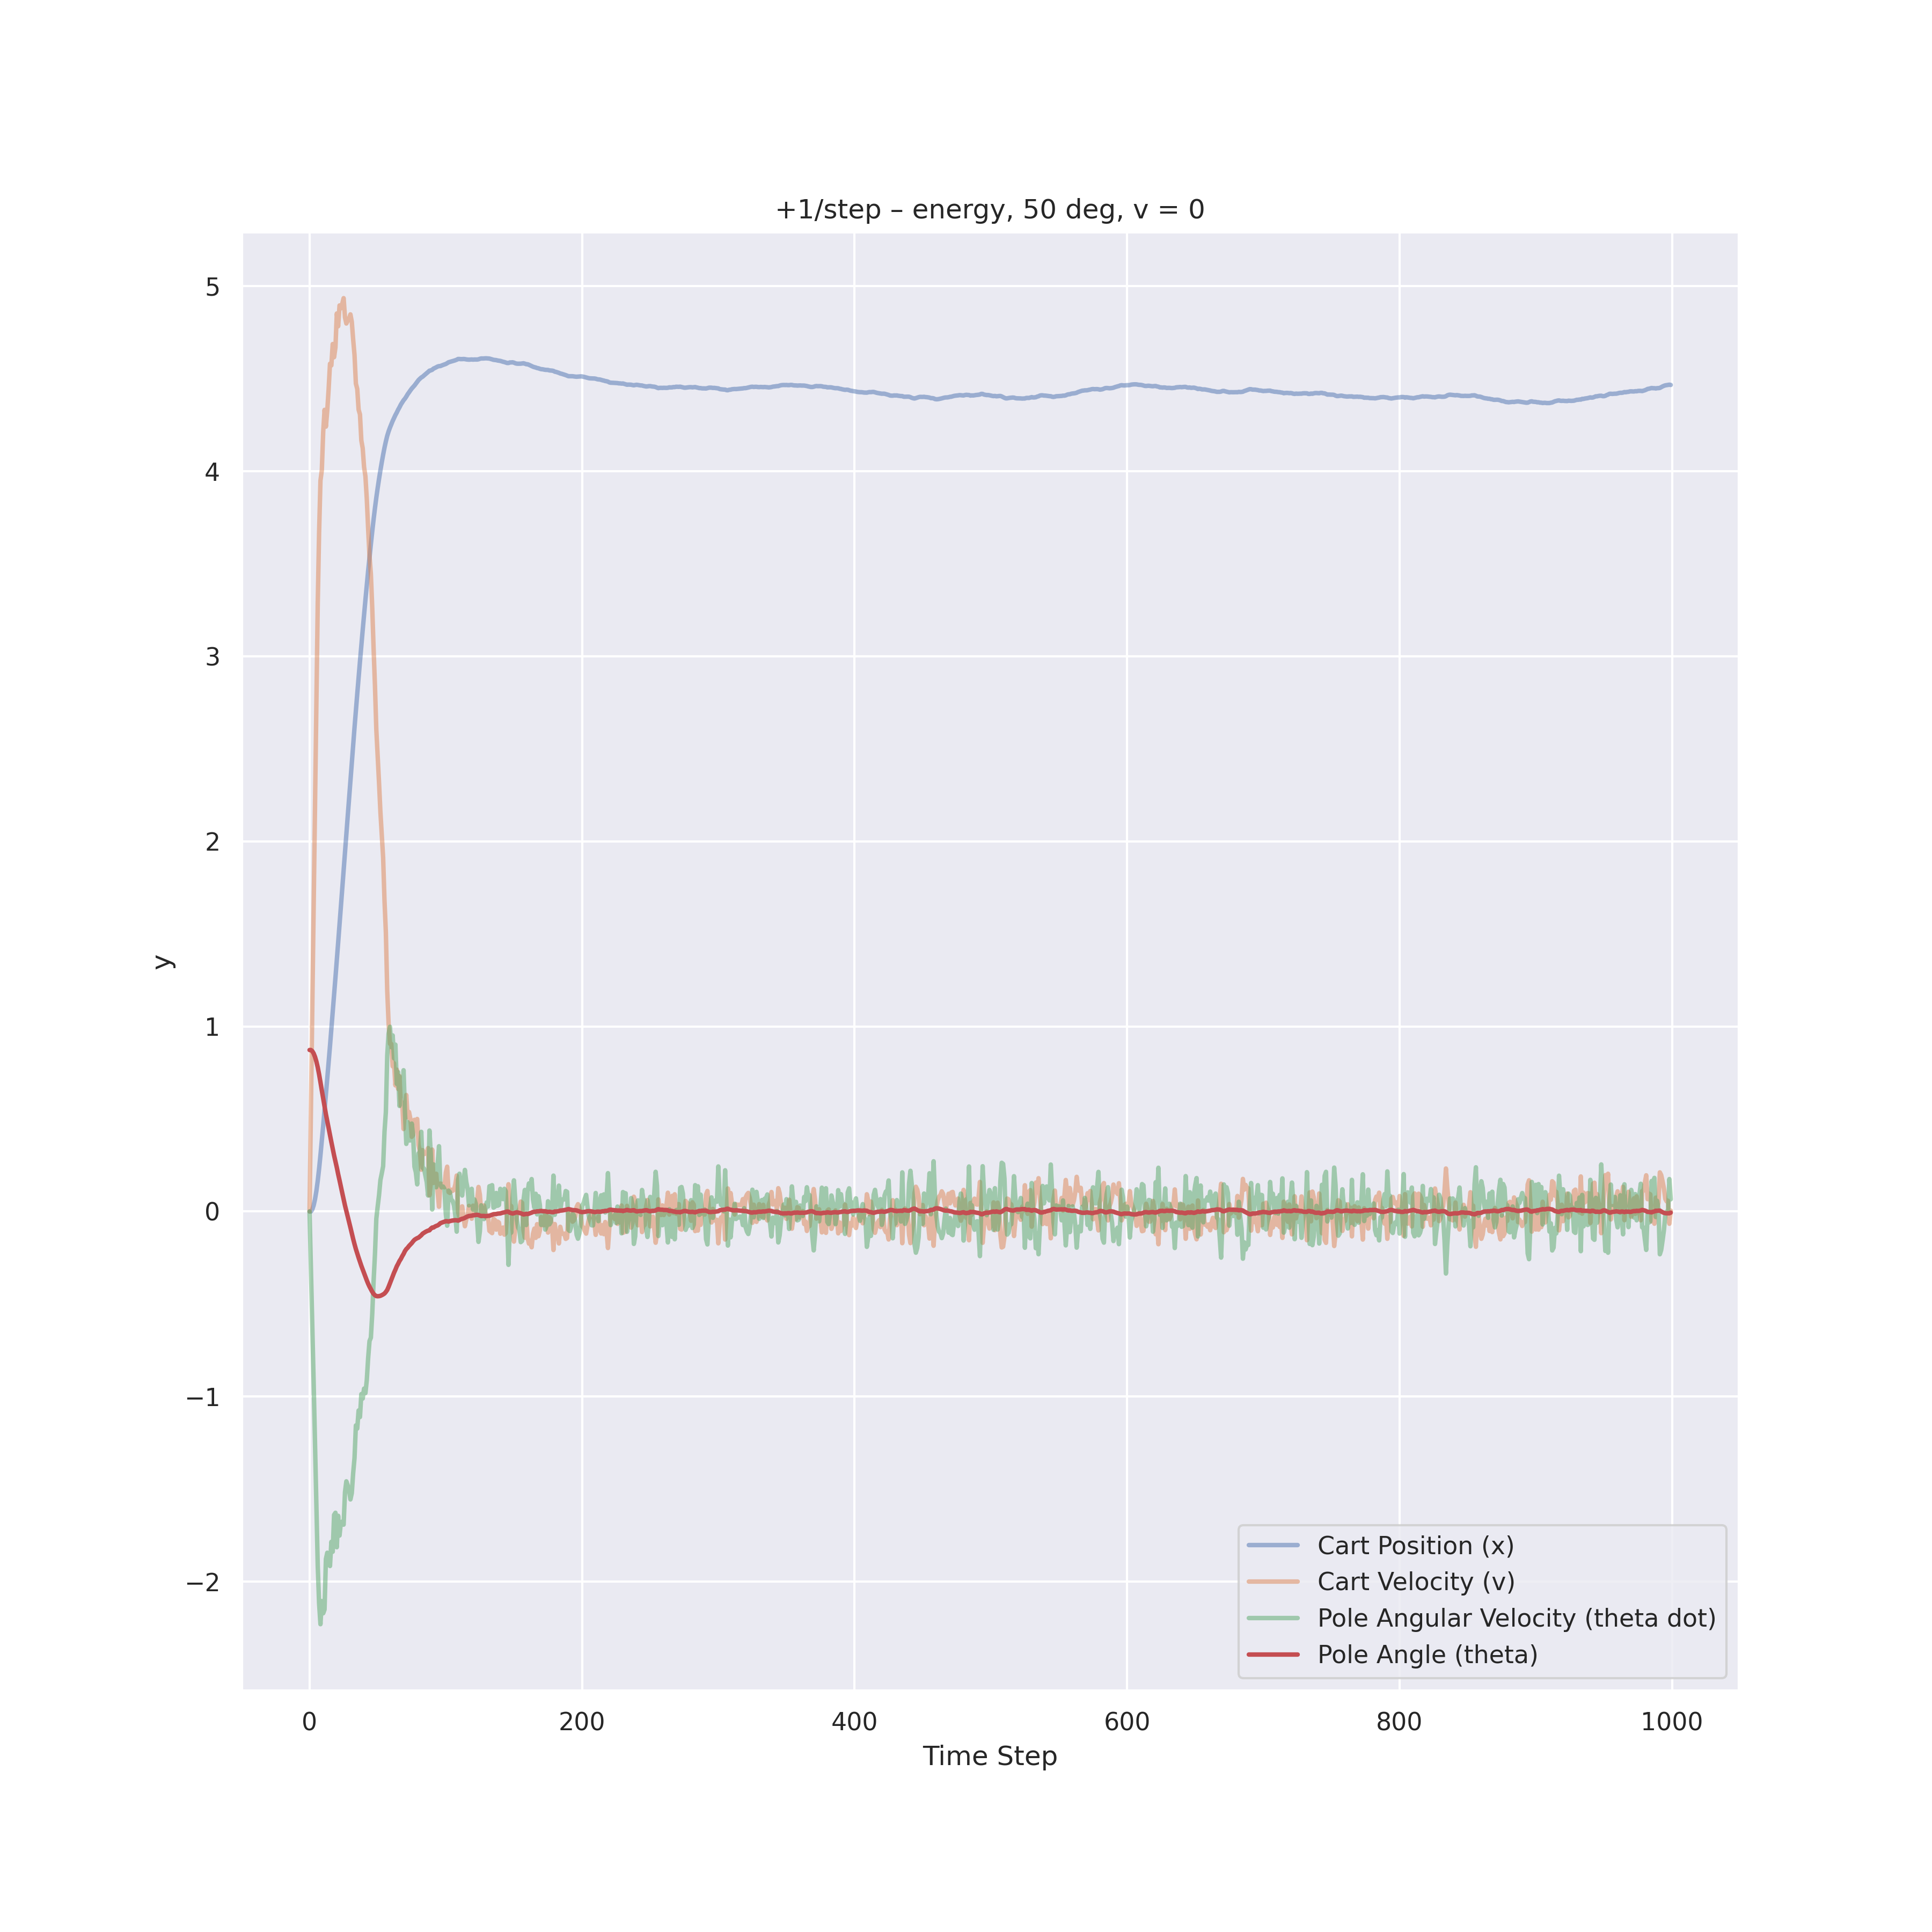 +1/step – energy, 50 deg, v = 0
5
4
3
2
1
0
−1
−2
y
0 200 400 600 800 1000
Time Step
Cart Position (x)
Cart Velocity (v)
Pole Angular Velocity (theta dot)
Pole Angle (theta)